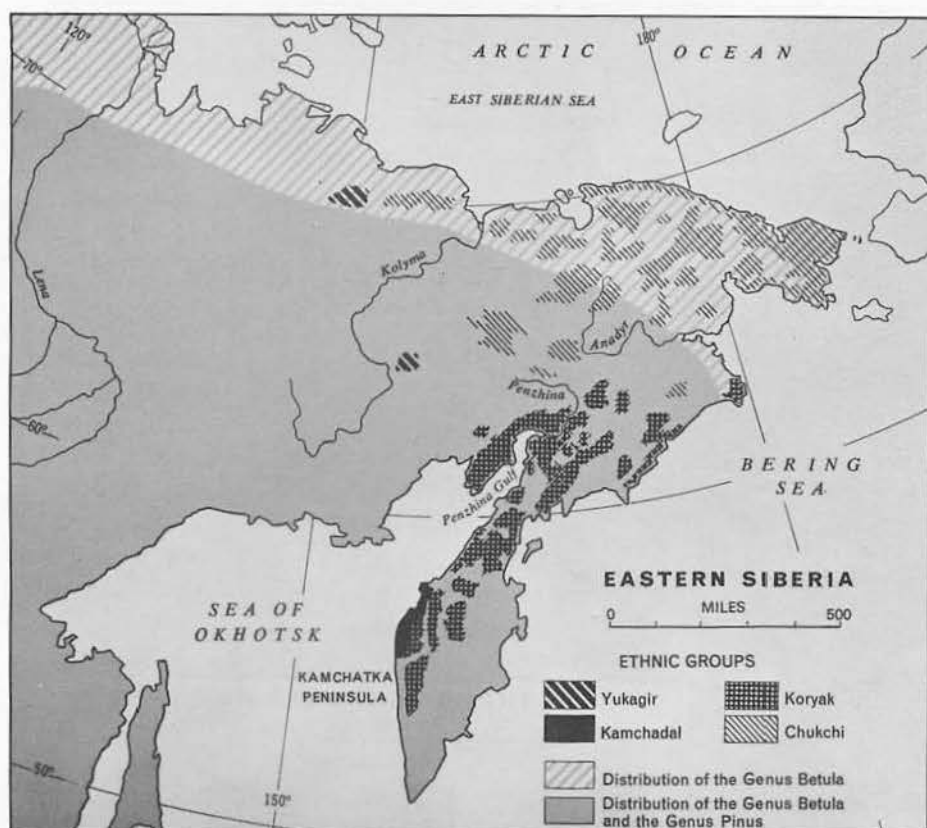 120°
70°
ARCTIC OCEAN
180°
EAST SIBERIAN SEA
Kolyma
Lena
Anadyr
Penzhina
60°
Penzhina Gulf
BERING
SEA
SEA OF
OKHOTSK
KAMCHATKA
PENINSULA
50°
150°
EASTERN SIBERIA
MILES
0 500
ETHNIC GROUPS
Yukagir Koryak
Kamchadal Chukchi
Distribution of the Genus Betula
Distribution of the Genus Betula
and the Genus Pinus